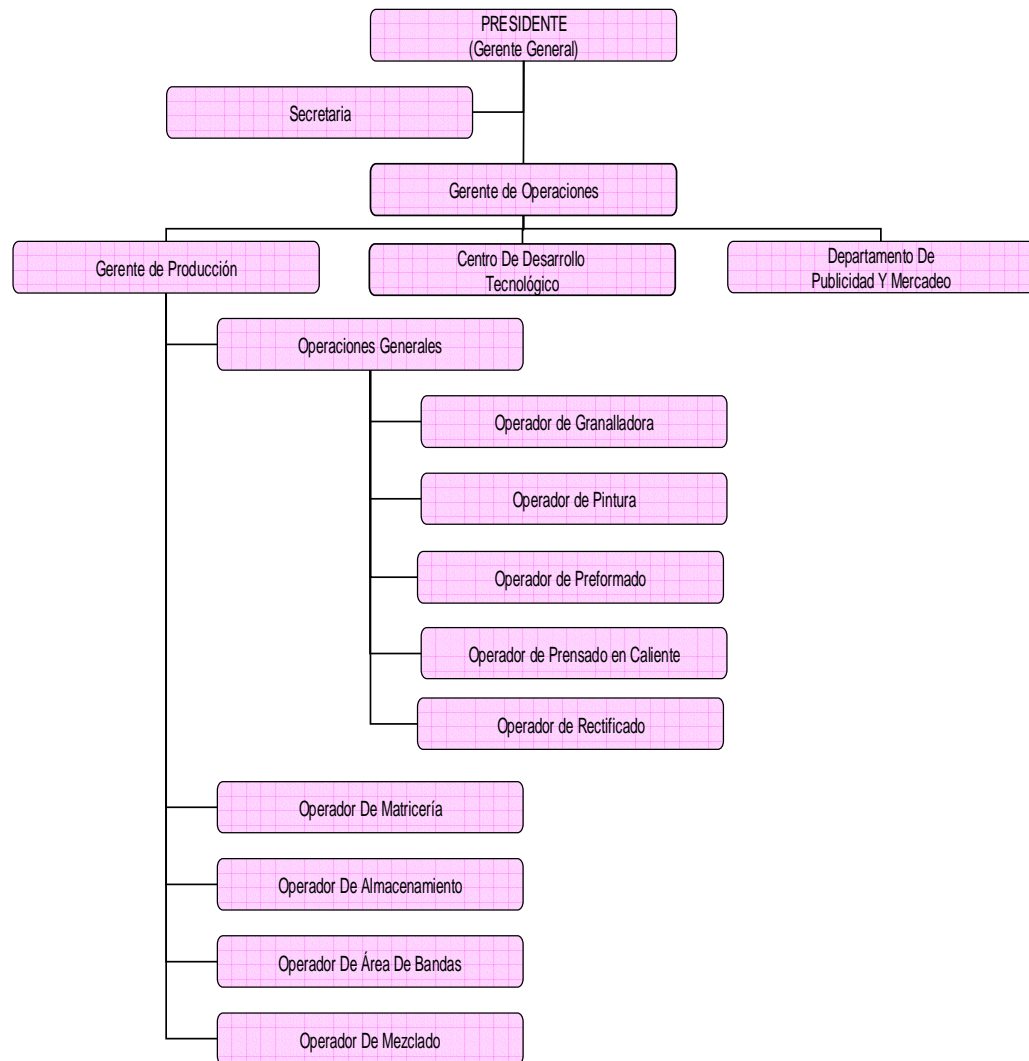 PRESIDENTE
(Gerente General)
Secretaria
Gerente de Operaciones
Gerente de Producción
Centro De Desarrollo
Tecnológico
Departamento De
Publicidad Y Mercadeo
Operaciones Generales
Operador de Granalladora
Operador de Pintura
Operador de Preformado
Operador de Prensado en Caliente
Operador de Rectificado
Operador De Matricería
Operador De Almacenamiento
Operador De Área De Bandas
Operador De Mezclado